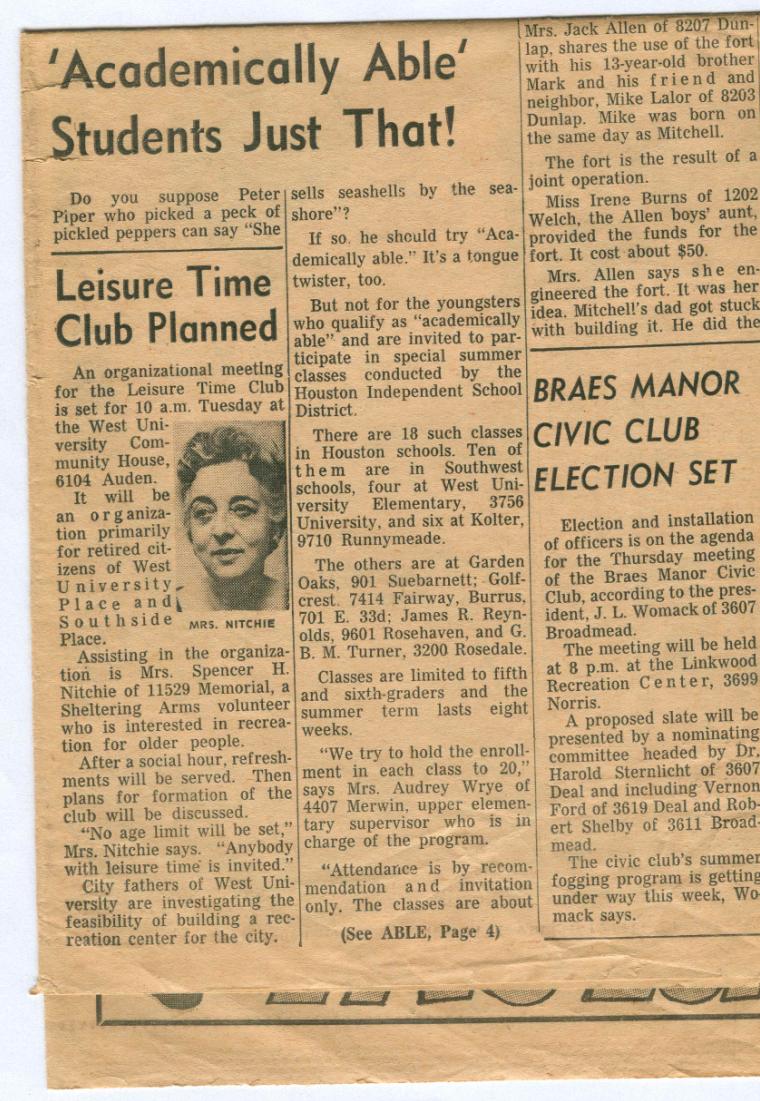 'Academically Able'
Students Just That!
Do you suppose Peter
Piper who picked a peck of
pickled peppers can say "She
sells seashells by the sea-
shore"?
If so, he should try "Aca-
demically able." It's a tongue
twister, too.
But not for the youngsters
who qualify as "academically
able" and are invited to par-
ticipate in special summer
classes conducted by the
Houston Independent School
District.
There are 18 such classes
in Houston schools. Ten of
them are in Southwest
schools, four at West Uni-
versity Elementary, 3756
University, and six at Kolter,
9710 Runnymeade.
The others are at Garden
Oaks, 901 Suebarnett; Golf-
crest, 7414 Fairway, Burrus,
701 E. 33d; James R. Reyn-
olds, 9601 Rosehaven, and G.
B. M. Turner, 3200 Rosedale.
Classes are limited to fifth
and sixth-graders and the
summer term lasts eight
weeks.
"We try to hold the enroll-
ment in each class to 20,"
says Mrs. Audrey Wrye of
4407 Merwin, upper elemen-
tary supervisor who is in
charge of the program.
"Attendance is by recom-
mendation and invitation
only. The classes are about
(See ABLE, Page 4)
Leisure Time
Club Planned
An organizational meeting
for the Leisure Time Club
is set for 10 a.m. Tuesday at
the West Uni-
versity Com-
munity House,
6104 Auden.
It will be
an organiza-
tion primarily
for retired cit-
izens of West
University
Place and
Southside
Place.
MRS. NITCHIE
Assisting in the organiza-
tion is Mrs. Spencer H.
Nitchie of 11529 Memorial, a
Sheltering Arms volunteer
who is interested in recrea-
tion for older people.
After a social hour, refresh-
ments will be served. Then
plans for formation of the
club will be discussed.
"No age limit will be set,"
Mrs. Nitchie says. "Anybody
with leisure time is invited."
City fathers of West Uni-
versity are investigating the
feasibility of building a rec-
reation center for the city.
Mrs. Jack Allen of 8207 Dun-
lap, shares the use of the fort
with his 13-year-old brother
Mark and his friend and
neighbor, Mike Lalor of 8203
Dunlap. Mike was born on
the same day as Mitchell.
The fort is the result of a
joint operation.
Miss Irene Burns of 1202
Welch, the Allen boys' aunt,
provided the funds for the
fort. It cost about $50.
Mrs. Allen says she en-
gineered the fort. It was her
idea. Mitchell's dad got stuck
with building it. He did the
BRAES MANOR
CIVIC CLUB
ELECTION SET
Election and installation
of officers is on the agenda
for the Thursday meeting
of the Braes Manor Civic
Club, according to the pres-
ident, J. L. Womack of 3607
Broadmead.
The meeting will be held
at 8 p.m. at the Linkwood
Recreation Center, 3699
Norris.
A proposed slate will be
presented by a nominating
committee headed by Dr.
Harold Sternlicht of 3607
Deal and including Vernon
Ford of 3619 Deal and Rob-
ert Shelby of 3611 Broad-
mead.
The civic club's summer
fogging program is getting
under way this week, Wo-
mack says.